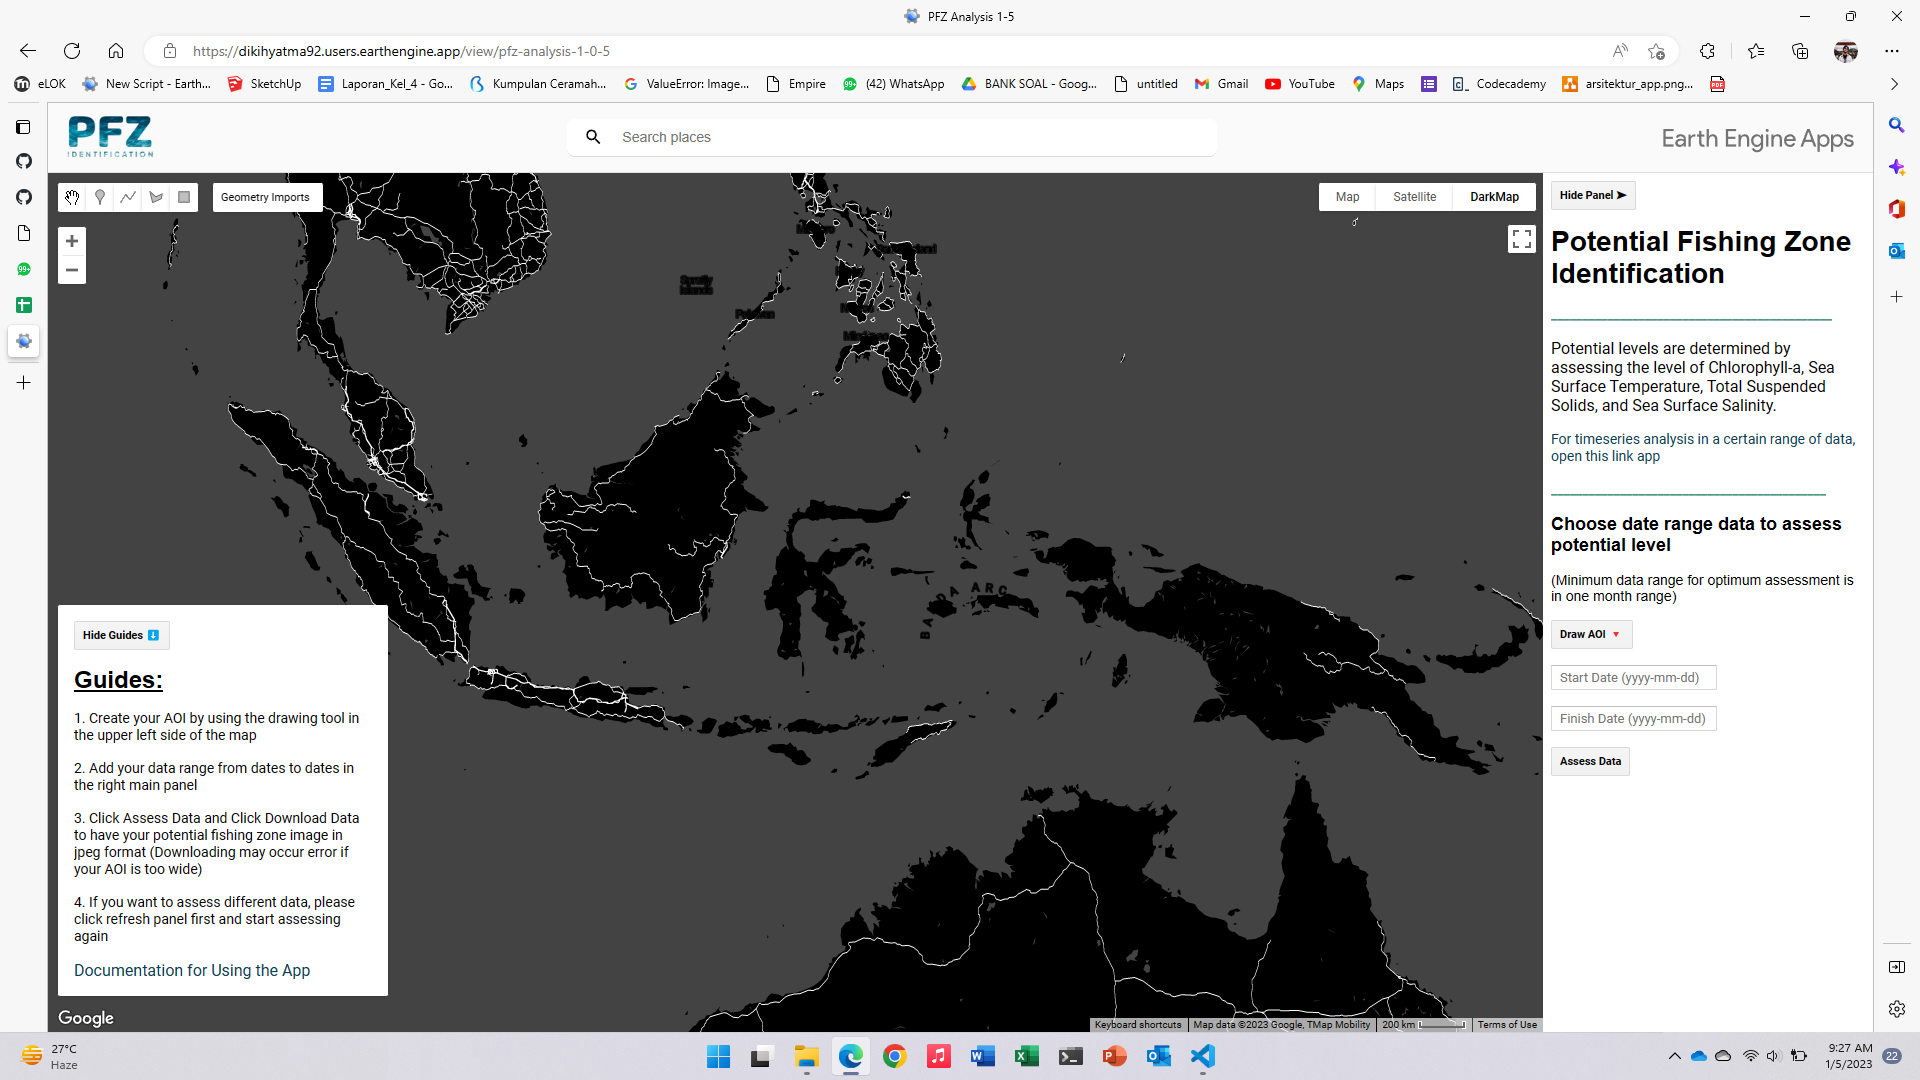 PFZ Analysis 1-5
https://dikihyatma92.users.earthengine.app/view/pfz-analysis-1-0-5
eLOK
New Script - Earth...
SketchUp
Laporan_Kel_4 - Go...
Kumpulan Ceramah...
ValueError: Image...
Empire
(42) WhatsApp
BANK SOAL - Goog...
untitled
Gmail
YouTube
Maps
Codecademy
arsitektur_app.png...
PFZ
IDENTIFICATION
Search places
Earth Engine Apps
Geometry Imports
Map
Satellite
DarkMap
Hide Panel ➤
Potential Fishing Zone
Identification
Potential levels are determined by
assessing the level of Chlorophyll-a, Sea
Surface Temperature, Total Suspended
Solids, and Sea Surface Salinity.
For timeseries analysis in a certain range of data,
open this link app
Choose date range data to assess
potential level
(Minimum data range for optimum assessment is
in one month range)
Draw AOI
Start Date (yyyy-mm-dd)
Finish Date (yyyy-mm-dd)
Assess Data
Hide Guides
Guides:
1. Create your AOI by using the drawing tool in
the upper left side of the map
2. Add your data range from dates to dates in
the right main panel
3. Click Assess Data and Click Download Data
to have your potential fishing zone image in
jpeg format (Downloading may occur error if
your AOI is too wide)
4. If you want to assess different data, please
click refresh panel first and start assessing
again
Documentation for Using the App
Google
Keyboard shortcuts
Map data ©2023 Google, TMap Mobility
200 km
Terms of Use
27°C
Haze
9:27 AM
1/5/2023
22